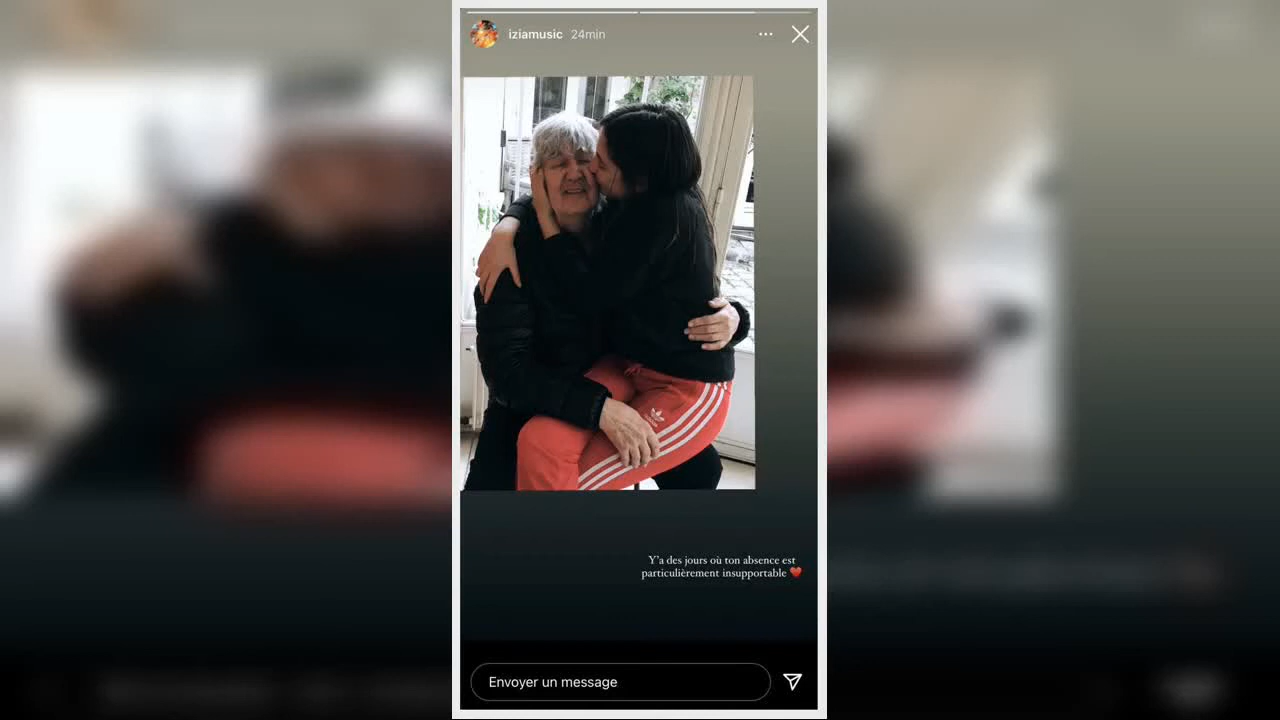 iziamusic 24min
Y'a des jours où ton absence est
particulièrement insupportable ❤️
Envoyer un message